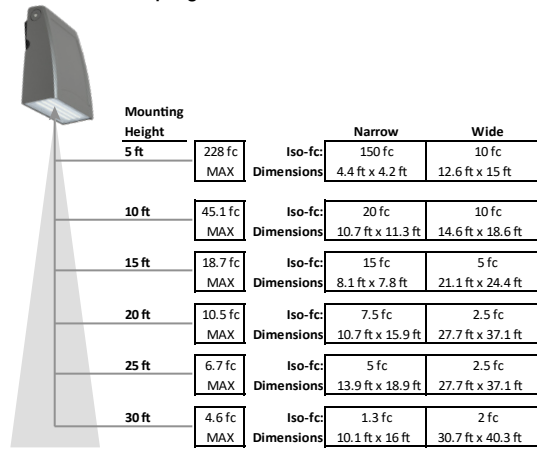 Mounting
Height Narrow Wide
5 ft 228 fc Iso-fc: 150 fc 10 fc
MAX Dimensions 4.4 ft x 4.2 ft 12.6 ft x 15 ft
10 ft 45.1 fc Iso-fc: 20 fc 10 fc
MAX Dimensions 10.7 ft x 11.3 ft 14.6 ft x 18.6 ft
15 ft 18.7 fc Iso-fc: 15 fc 5 fc
MAX Dimensions 8.1 ft x 7.8 ft 21.1 ft x 24.4 ft
20 ft 10.5 fc Iso-fc: 7.5 fc 2.5 fc
MAX Dimensions 10.7 ft x 15.9 ft 27.7 ft x 37.1 ft
25 ft 6.7 fc Iso-fc: 5 fc 2.5 fc
MAX Dimensions 13.9 ft x 18.9 ft 27.7 ft x 37.1 ft
30 ft 4.6 fc Iso-fc: 1.3 fc 2 fc
MAX Dimensions 10.1 ft x 16 ft 30.7 ft x 40.3 ft